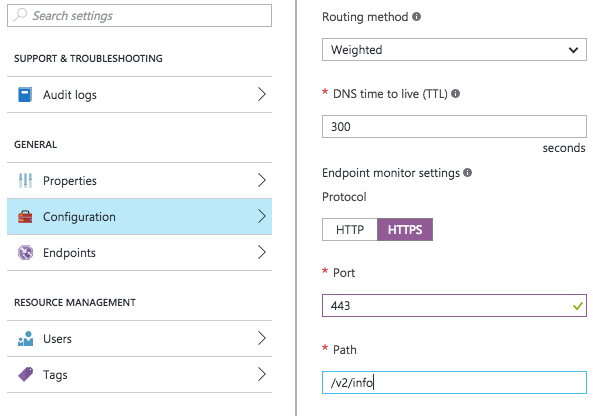 Search settings
SUPPORT & TROUBLESHOOTING
Audit logs
GENERAL
Properties
Configuration
Endpoints
RESOURCE MANAGEMENT
Users
Tags
Routing method
Weighted
* DNS time to live (TTL)
300
seconds
Endpoint monitor settings
Protocol
HTTP HTTPS
* Port
443
* Path
/v2/info